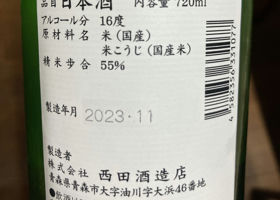 品目 日本酒 内容量 720ml
アルコール分 16度
原材料名 米(国産)
米こうじ(国産米)
精米歩合 55%
製造年月 2023・11
製造者
株式会社 西田酒造店
青森県青森市大字油川字大浜46番地
4582356331077